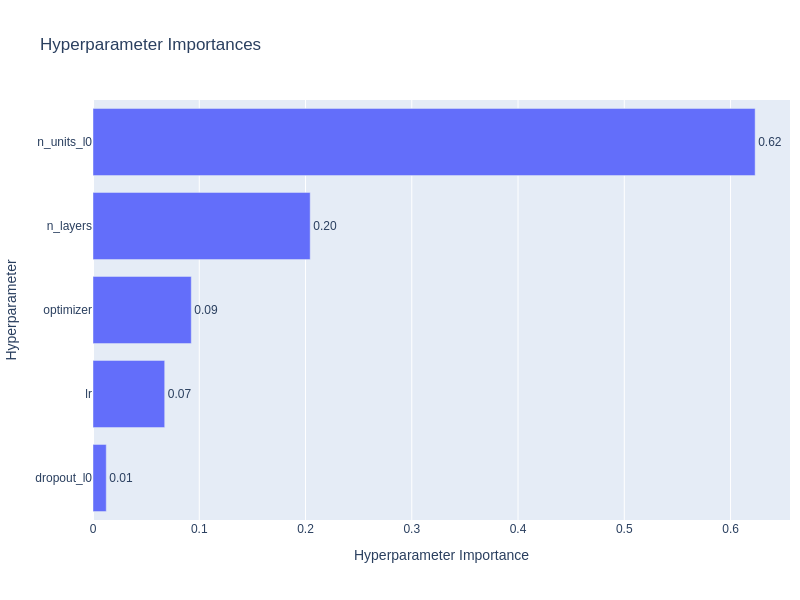 Hyperparameter Importances
n_units_l0
0.62
n_layers
0.20
optimizer
0.09
lr
0.07
dropout_l0
0.01
Hyperparameter
0
0.1
0.2
0.3
0.4
0.5
0.6
Hyperparameter Importance